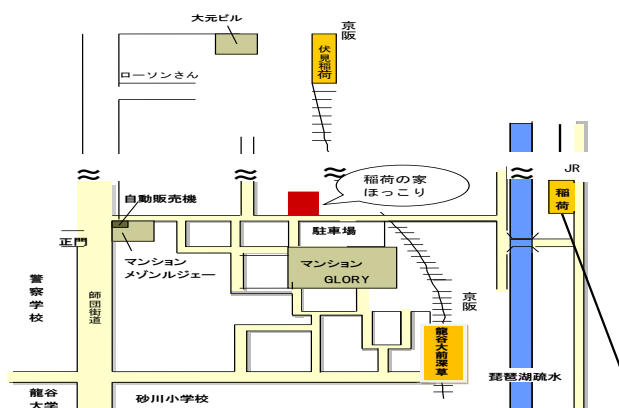 大元ビル
京阪
伏見稲荷
ローソンさん
JR
稲荷の家
ほっこり
稲荷
自動販売機
駐車場
正門
マンション
メゾンルジェー
マンション
GLORY
警察学校
師団街道
京阪
龍谷大前深草
琵琶湖疏水
龍谷
大学
砂川小学校